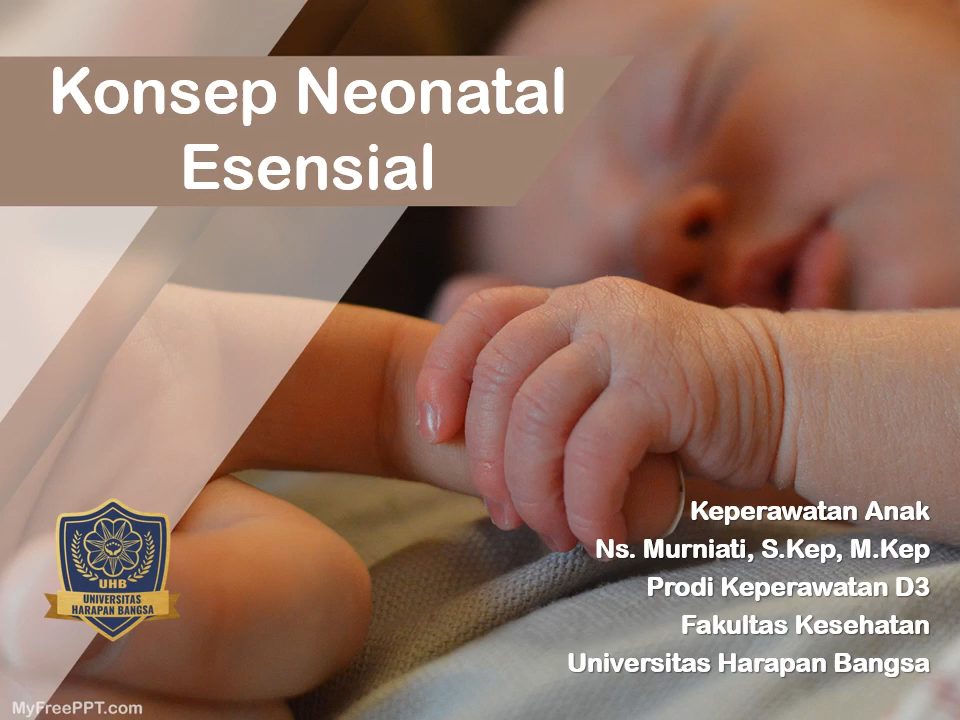 Konsep Neonatal
Esensial
Keperawatan Anak
Ns. Murniati, S.Kep, M.Kep
Prodi Keperawatan D3
Fakultas Kesehatan
Universitas Harapan Bangsa
UHB
UNIVERSITAS
HARAPAN BANGSA
MyFreePPT.com